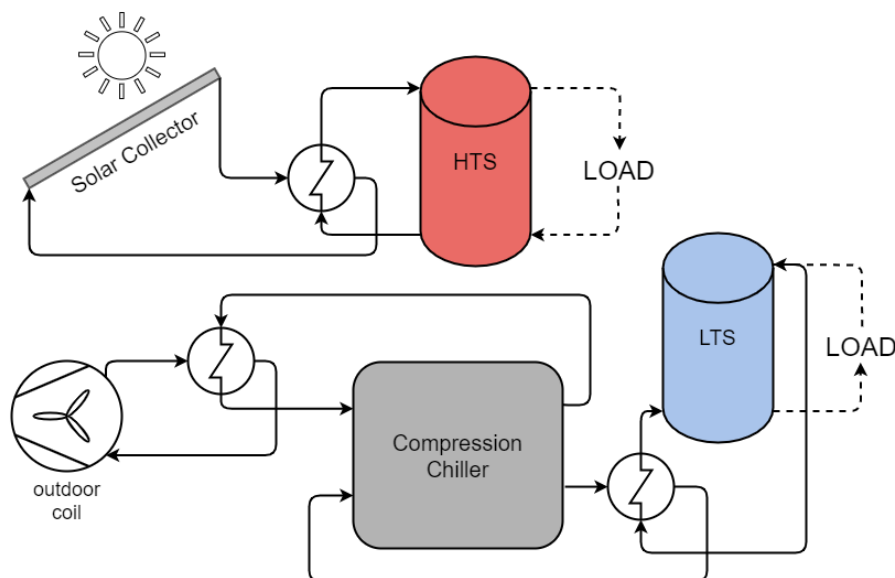 Solar Collector
HTS
LOAD
LTS
LOAD
Compression
Chiller
outdoor
coil